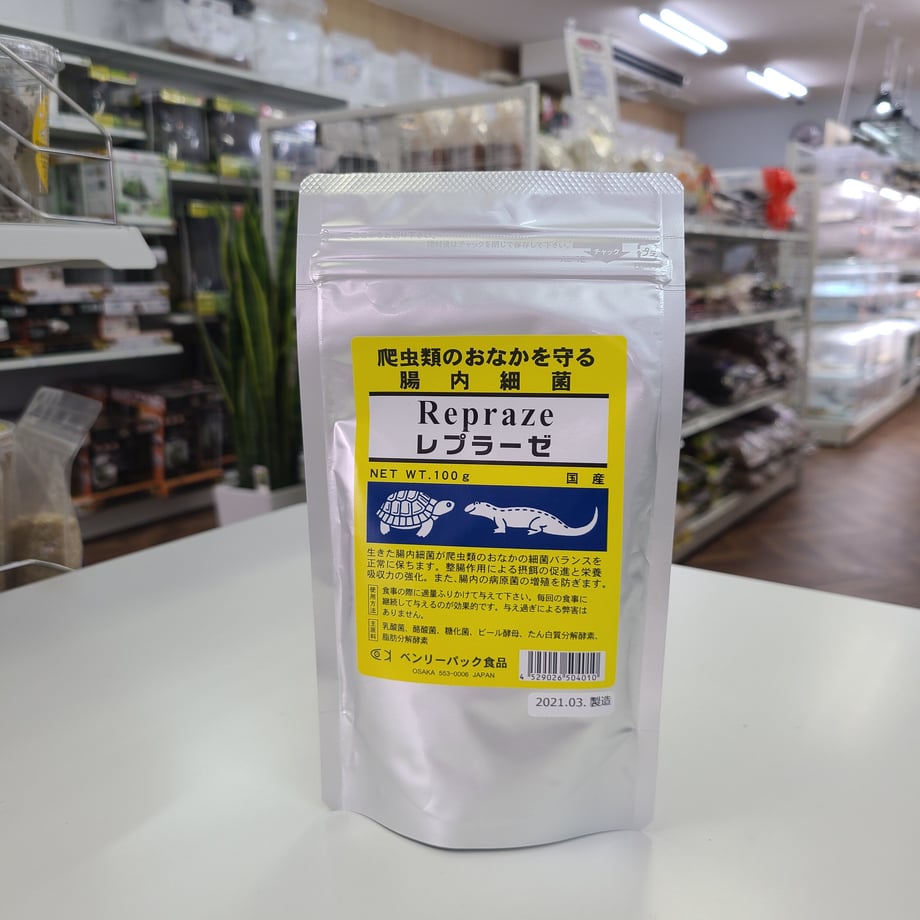 爬虫類のおなかを守る
腸内細菌
Repraze
レプラーゼ
NET WT.100g 国産
生きた腸内細菌が爬虫類のおなかの細菌バランスを
正常に保ちます。整腸作用による摂餌の促進と栄養
吸収力の強化。また、腸内の病原菌の増殖を防ぎます。
使用方法
食事の際に適量ふりかけて与えて下さい。毎回の食事に
継続して与えるのが効果的です。与え過ぎによる弊害は
ありません。
主原料
乳酸菌、酪酸菌、糖化菌、ビール酵母、たん白質分解酵素、
脂肪分解酵素
ベンリーパック食品
OSAKA 553-0006 JAPAN
4 529026 504010
2021.03. 製造